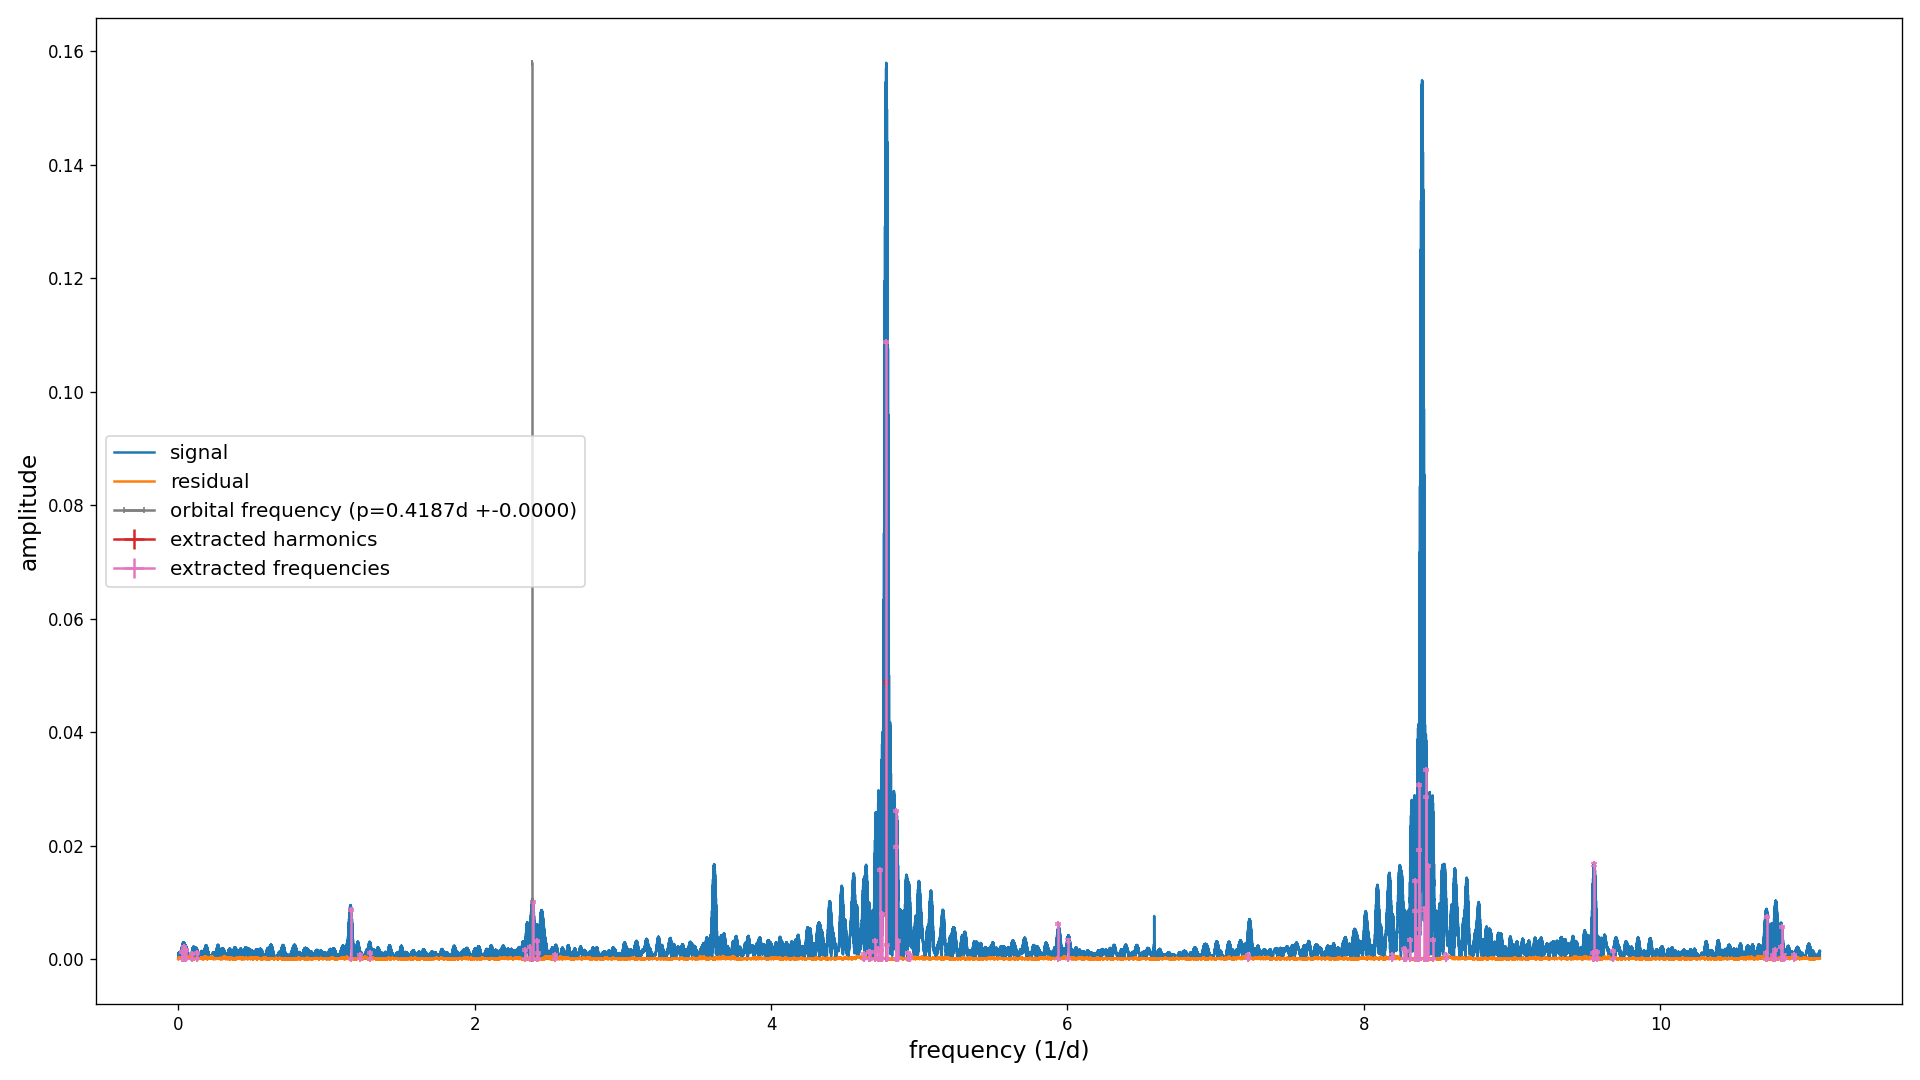 0.16
0.14
0.12
0.10
0.08
0.06
0.04
0.02
0.00
amplitude
signal
residual
orbital frequency (p=0.4187d +-0.0000)
extracted harmonics
extracted frequencies
0 2 4 6 8 10
frequency (1/d)